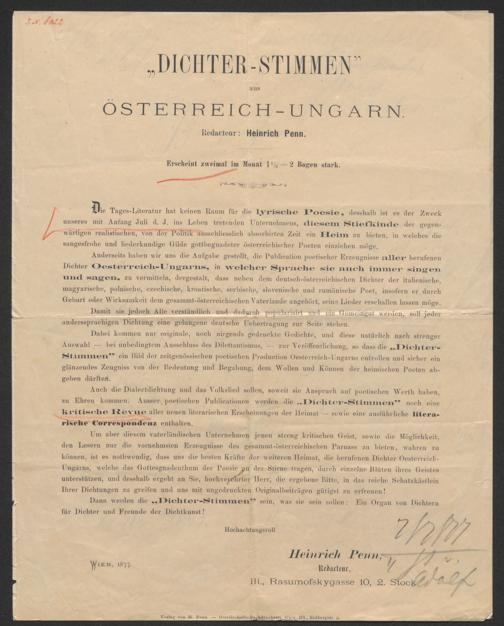 „DICHTER-STIMMEN”
aus
ÖSTERREICH-UNGARN.
Redacteur: Heinrich Penn.
Erscheint zweimal im Monat 1½—2 Bogen stark.
Die Tages-Literatur hat keinen Raum für die lyrische Poesie, desshalb ist es der Zweck
unseres mit Anfang Juli d. J. ins Leben tretenden Unternehmens, diesem Stiefkinde der gegen-
wärtigen realistischen, von der Politik ausschliesslich absorbirten Zeit ein Heim zu bieten, in welches die
sangesfrohe und liederkundige Gilde gottbegnadeter österreichischer Poeten einziehen möge.
Anderseits haben wir uns die Aufgabe gestellt, die Publication poetischer Erzeugnisse aller berufenen
Dichter Oesterreich-Ungarns, in welcher Sprache sie auch immer singen
und sagen, zu vermitteln, dergestalt, dass neben dem deutsch-österreichischen Dichter der italienische,
magyarische, polnische, czechische, kroatische, serbische, slovenische und rumänische Poet, insofern er durch
Geburt oder Wirksamkeit dem gesammt-österreichischen Vaterlande angehört, seine Lieder erschallen lassen möge.
Damit sie jedoch Alle verständlich und dadurch popularisirt und ein Gemeingut werden, soll jeder
anderssprachigen Dichtung eine gelungene deutsche Uebertragung zur Seite stehen.
Dabei kommen nur originale, noch nirgends gedruckte Gedichte, und diese natürlich nach strenger
Auswahl — bei unbedingtem Ausschluss des Dilettantismus — zur Veröffentlichung, so dass die „Dichter-
Stimmen” ein Bild der zeitgenössischen poetischen Production Oesterreich-Ungarns entrollen und sicher ein
glänzendes Zeugniss von der Bedeutung und Begabung, dem Wollen und Können der heimischen Poeten ab-
geben dürften.
Auch die Dialectdichtung und das Volkslied sollen, soweit sie Anspruch auf poetischen Werth haben,
zu Ehren kommen. Ausser poetischen Publicationen werden die „Dichter-Stimmen” noch eine
kritische Revue aller neuen literarischen Erscheinungen der Heimat — sowie eine ausführliche litera-
rische Correspondenz enthalten.
Um aber diesem vaterländischen Unternehmen jenen streng kritischen Geist, sowie die Möglichkeit,
den Lesern nur die vornehmsten Erzeugnisse des gesammt-österreichischen Parnass zu bieten, wahren zu
können, ist es nothwendig, dass uns die besten Kräfte der weiteren Heimat, die berufenen Dichter Oesterreich-
Ungarns, welche das Gottesgnadenthum der Poesie an der Stirne tragen, durch einzelne Blüten ihres Geistes
unterstützen, und desshalb ergeht an Sie, hochverehrter Herr, die ergebene Bitte, in das reiche Schatzkästlein
Ihrer Dichtungen zu greifen und uns mit ungedruckten Originalbeiträgen gütigst zu erfreuen!
Dann werden die „Dichter-Stimmen” sein, was sie sein sollen: Ein Organ von Dichtern
für Dichter und Freunde der Dichtkunst!
Hochachtungsvoll
Heinrich Penn,
Redacteur,
III., Rasumofskygasse 10, 2. Stock
WIEN, 1877.
Verlag von H. Penn —